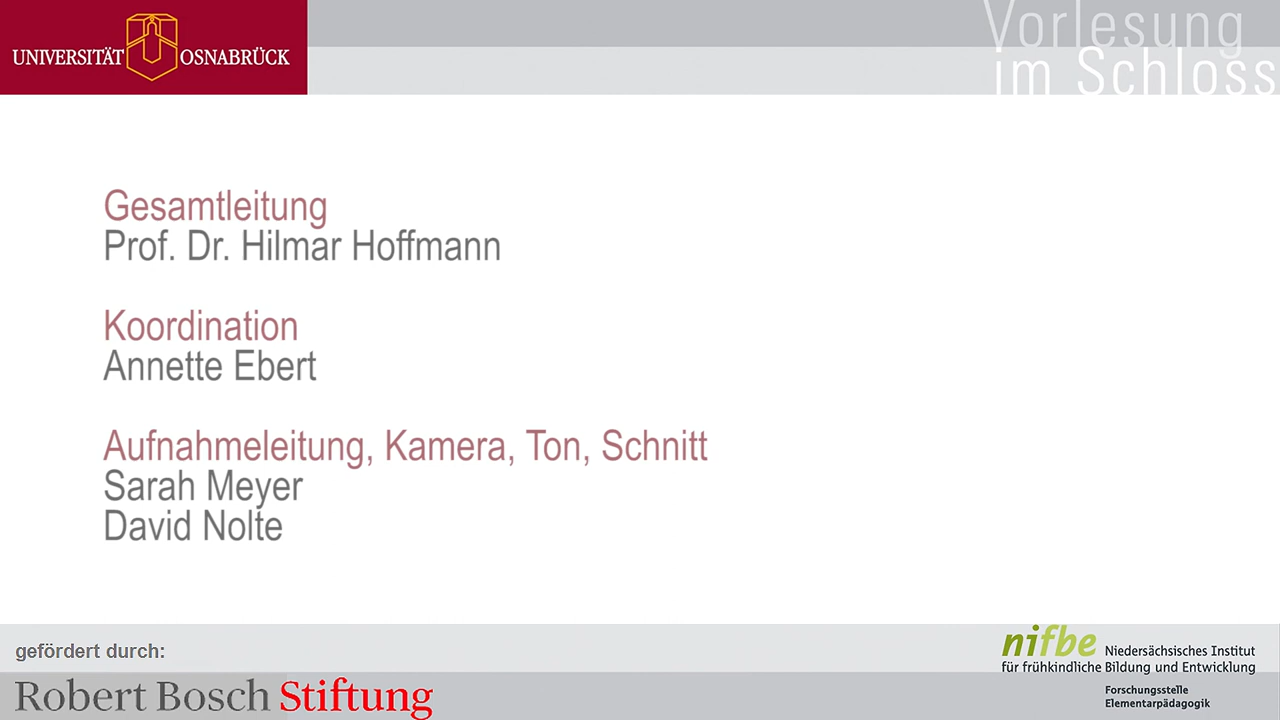 UNIVERSITÄT OSNABRÜCK
Vorlesung
im Schloss
Gesamtleitung
Prof. Dr. Hilmar Hoffmann
Koordination
Annette Ebert
Aufnahmeleitung, Kamera, Ton, Schnitt
Sarah Meyer
David Nolte
gefördert durch:
Robert Bosch Stiftung
nifbe Niedersächsisches Institut
für frühkindliche Bildung und Entwicklung
Forschungsstelle
Elementarpädagogik